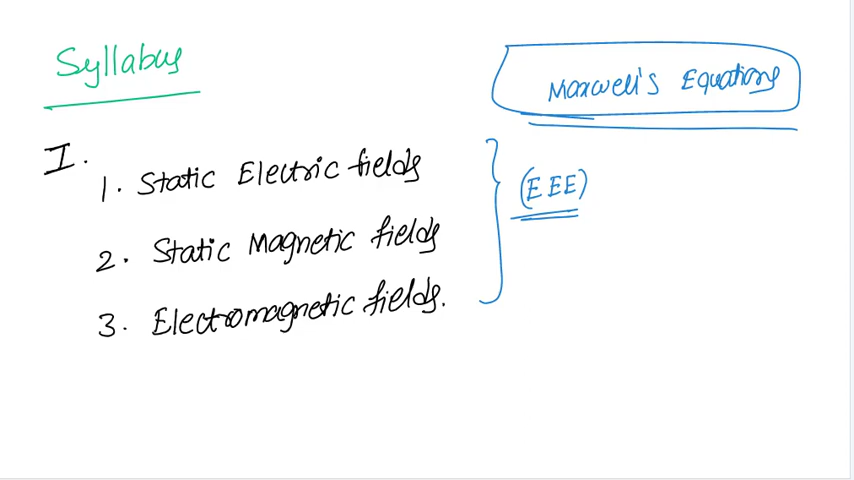 Syllabus
Maxwell's Equations
I.
1. Static Electric fields
2. Static Magnetic fields
3. Electromagnetic fields.
(EEE)